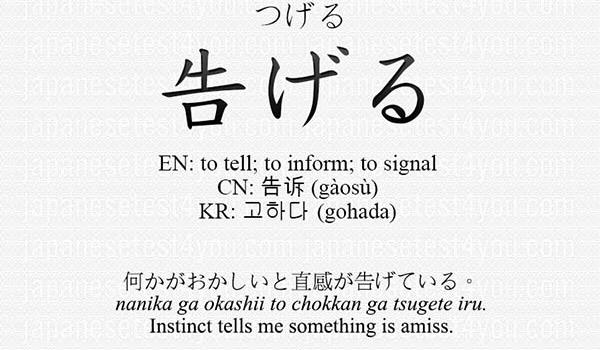 つげる
告げる
EN: to tell; to inform; to signal
CN: 告诉 (gàosù)
KR: 고하다 (gohada)
何かがおかしいと直感が告げている。
nanika ga okashii to chokkan ga tsugete iru.
Instinct tells me something is amiss.